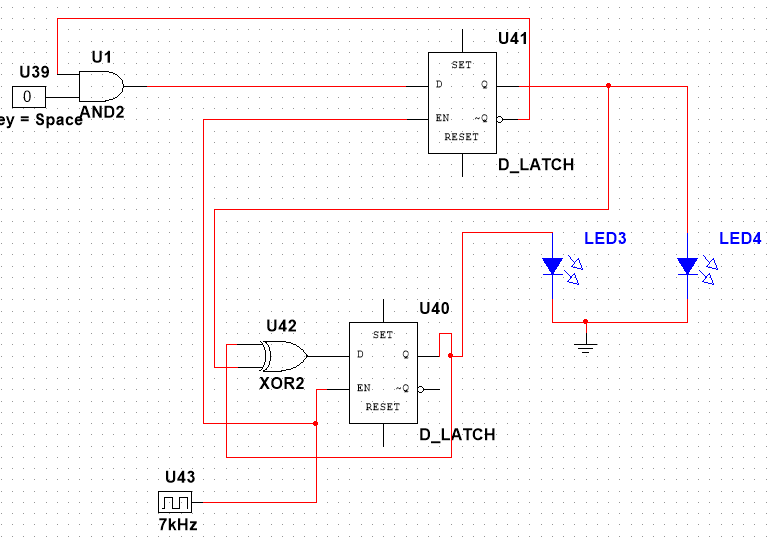 U1
U39
0
ey = Space
AND2
U41
SET
D
Q
EN
~Q
RESET
D_LATCH
LED3
LED4
U42
XOR2
U40
SET
D
Q
EN
~Q
RESET
D_LATCH
U43
7kHz